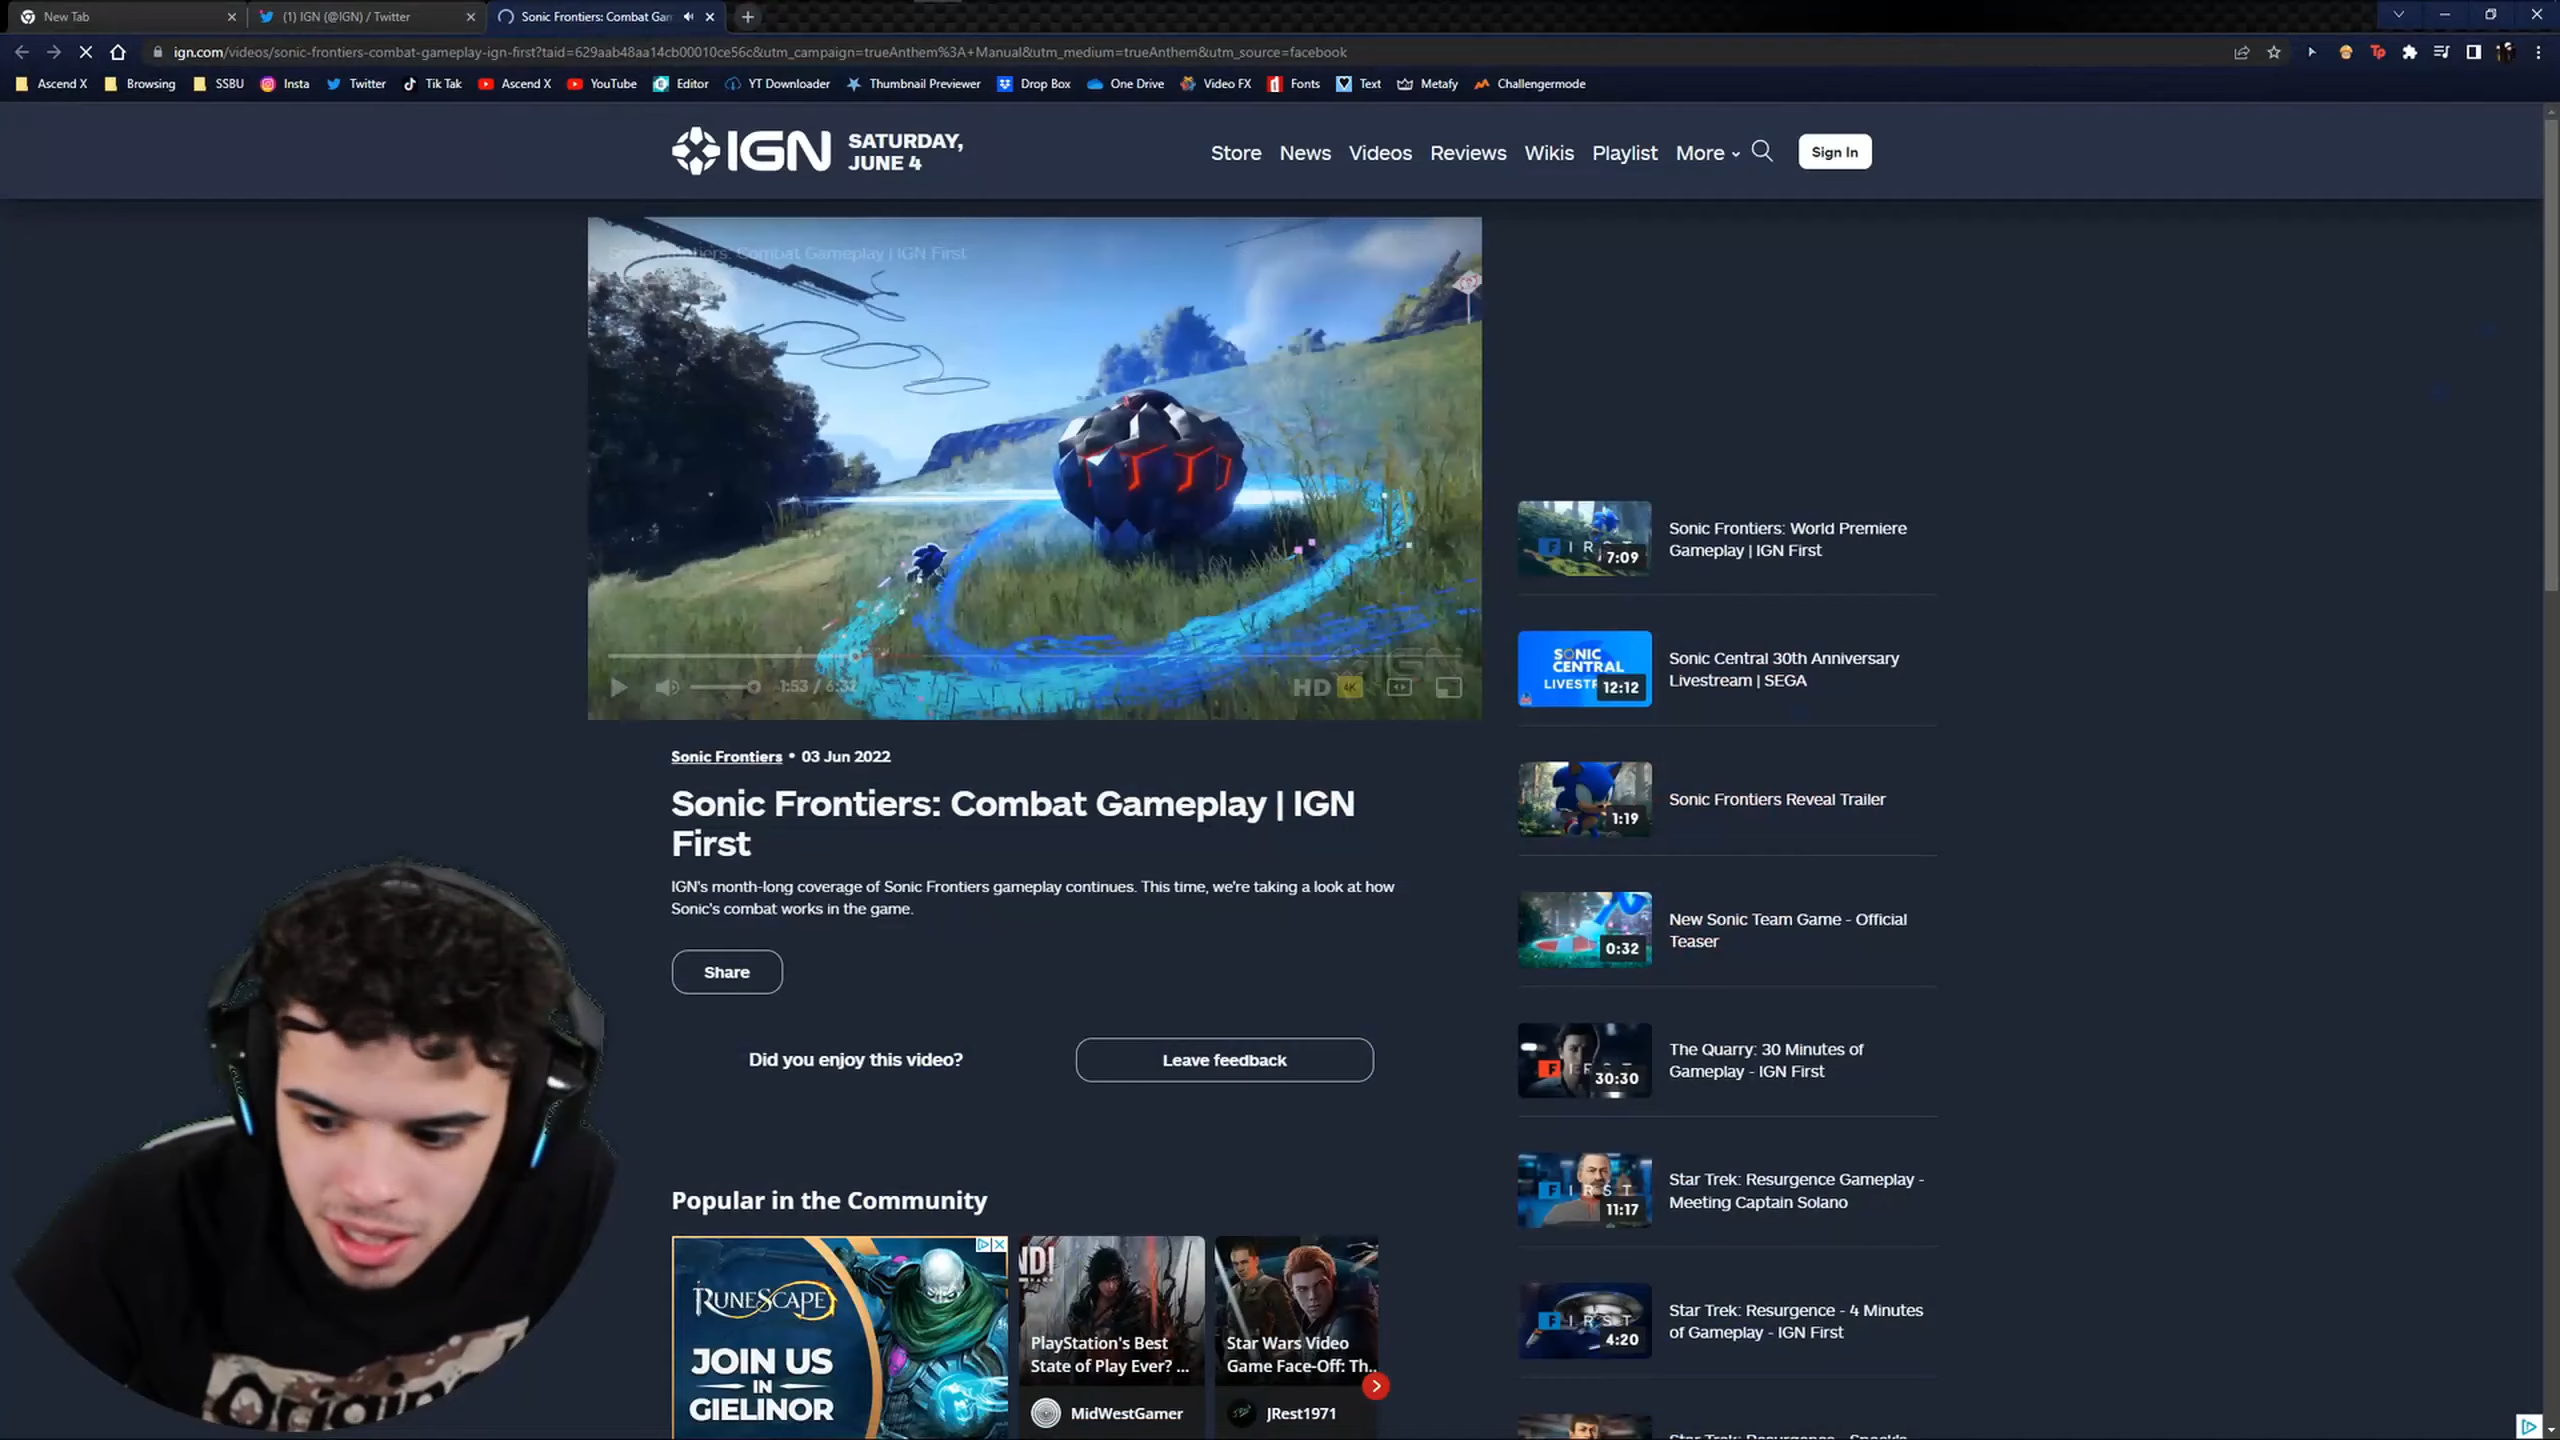 New Tab
(1) IGN (@IGN) / Twitter
Sonic Frontiers: Combat Gam
ign.com/videos/sonic-frontiers-combat-gameplay-ign-first?taid=629aab48aa14cb00010ce56c&utm_campaign=trueAnthem%3A+Manual&utm_medium=trueAnthem&utm_source=facebook
Ascend X
Browsing
SSBU
Insta
Twitter
Tik Tak
Ascend X
YouTube
Editor
YT Downloader
Thumbnail Previewer
Drop Box
One Drive
Video FX
Fonts
Text
Metafy
Challengermode
IGN
SATURDAY,
JUNE 4
Store
News
Videos
Reviews
Wikis
Playlist
More
Sign In
Sonic Frontiers: Combat Gameplay | IGN First
1:53 / 6:32
HD
4K
IGN
Sonic Frontiers • 03 Jun 2022
Sonic Frontiers: Combat Gameplay | IGN
First
IGN's month-long coverage of Sonic Frontiers gameplay continues. This time, we're taking a look at how
Sonic's combat works in the game.
Share
Did you enjoy this video?
Leave feedback
Popular in the Community
RUNESCAPE
JOIN US
IN
GIELINOR
PlayStation's Best
State of Play Ever? ...
MidWestGamer
Star Wars Video
Game Face-Off: Th...
JRest1971
7:09
Sonic Frontiers: World Premiere
Gameplay | IGN First
SONIC
CENTRAL
12:12
Sonic Central 30th Anniversary
Livestream | SEGA
1:19
Sonic Frontiers Reveal Trailer
0:32
New Sonic Team Game - Official
Teaser
FIRST
30:30
The Quarry: 30 Minutes of
Gameplay - IGN First
FIRST
11:17
Star Trek: Resurgence Gameplay -
Meeting Captain Solano
FIRST
4:20
Star Trek: Resurgence - 4 Minutes
of Gameplay - IGN First